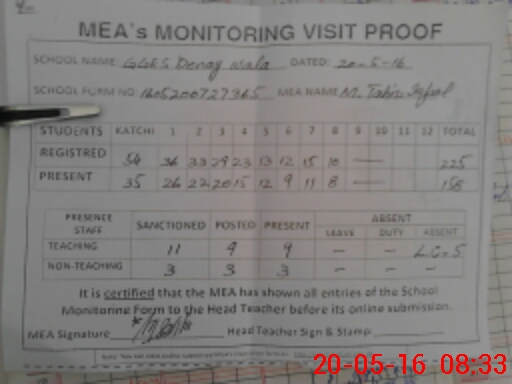 MEA's MONITORING VISIT PROOF
SCHOOL NAME: GGES Denay wala DATED: 20-5-16
SCHOOL FORM NO: 1605200727365 MEA NAME M. Tahir Iqbal
STUDENTS KATCHI 1 2 3 4 5 6 7 8 9 10 11 12 TOTAL
REGISTRED 54 36 33 29 23 13 12 15 10 — 225
PRESENT 35 26 22 20 15 12 9 11 8 — 158
PRESENCE STAFF SANCTIONED POSTED PRESENT ABSENT
LEAVE DUTY ABSENT
TEACHING 11 9 9 - - L.C-5
NON-TEACHING 3 3 3 - -
It is certified that the MEA has shown all entries of the School
Monitoring Form to the Head Teacher before its online submission.
MEA Signature Head Teacher Sign & Stamp:
20-05-16 08:33